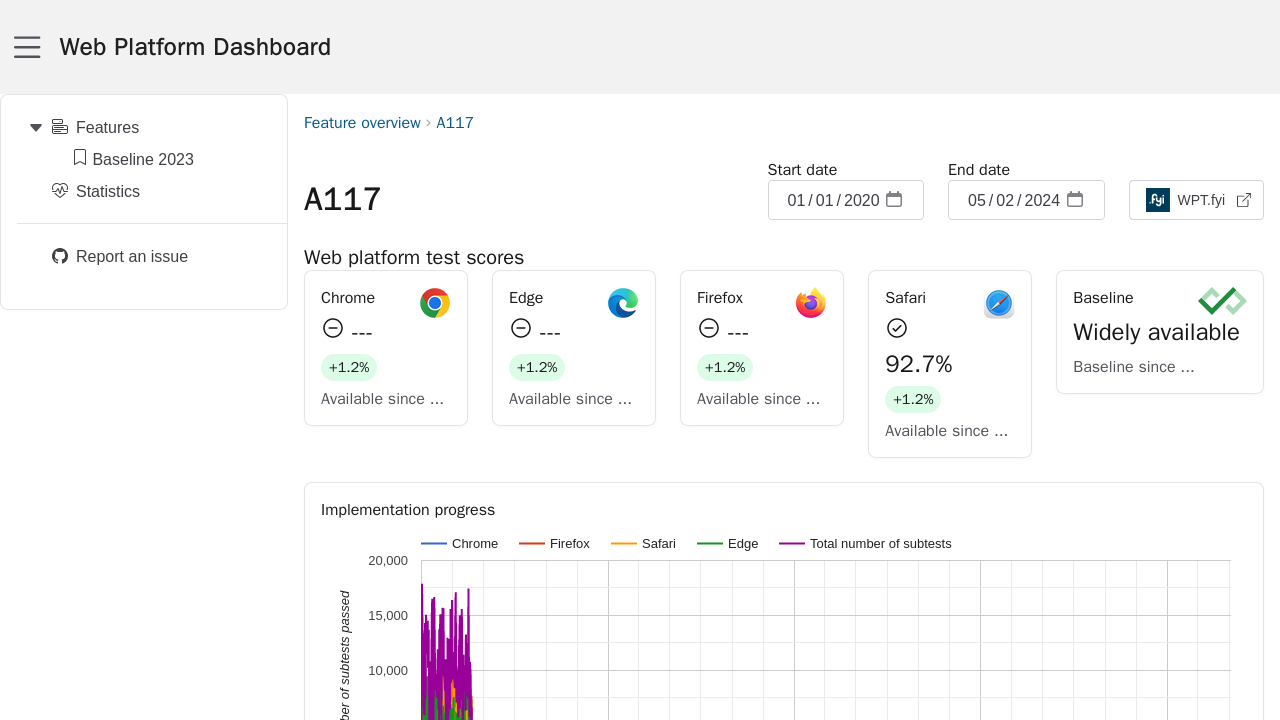 Web Platform Dashboard
Features
Baseline 2023
Statistics
Report an issue
Feature overview › A117
A117
Start date
01/01/2020
End date
05/02/2024
.fyi WPT.fyi
Web platform test scores
Chrome
---
+1.2%
Available since ...
Edge
---
+1.2%
Available since ...
Firefox
---
+1.2%
Available since ...
Safari
92.7%
+1.2%
Available since ...
Baseline
Widely available
Baseline since ...
Implementation progress
Chrome Firefox Safari Edge Total number of subtests
20,000
15,000
10,000
of subtests passed